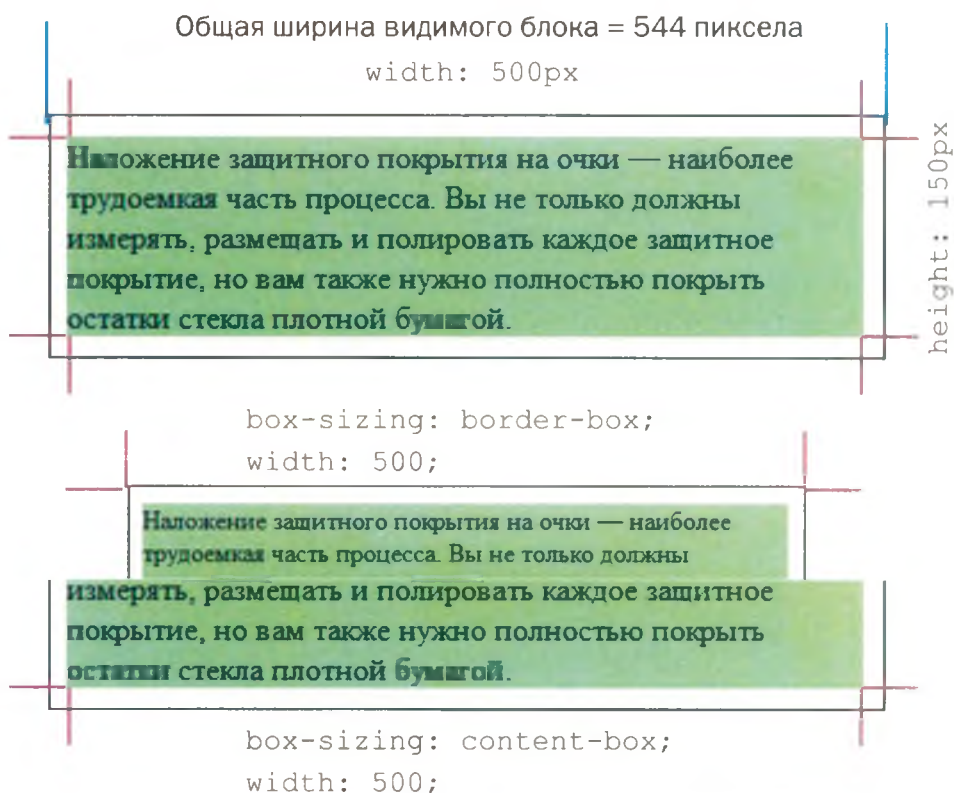 Общая ширина видимого блока = 544 пиксела
width: 500px
Наложение защитного покрытия на очки — наиболее
трудоемкая часть процесса. Вы не только должны
измерять, размещать и полировать каждое защитное
покрытие, но вам также нужно полностью покрыть
остатки стекла плотной бумагой.
height: 150px
box-sizing: border-box;
width: 500;
Наложение защитного покрытия на очки — наиболее
трудоемкая часть процесса. Вы не только должны
измерять, размещать и полировать каждое защитное
покрытие, но вам также нужно полностью покрыть
остатки стекла плотной бумагой.
box-sizing: content-box;
width: 500;